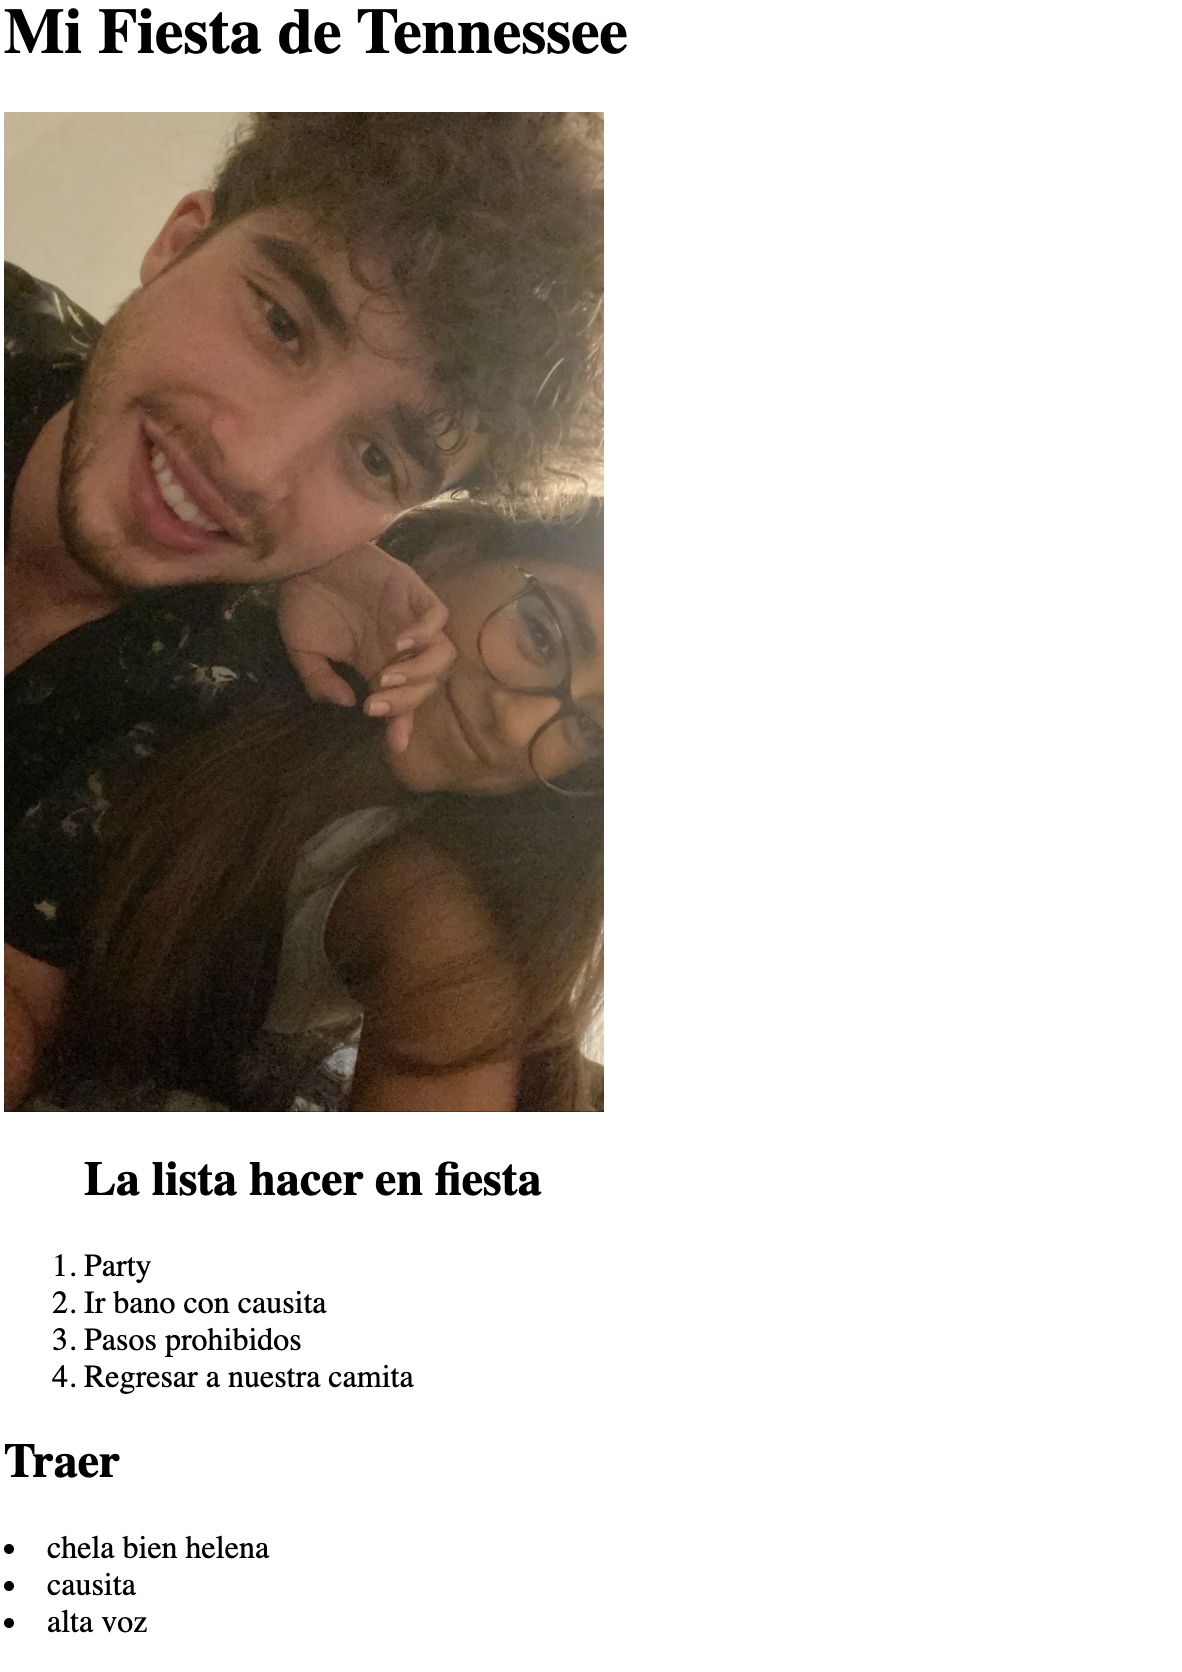 Mi Fiesta de Tennessee
La lista hacer en fiesta
1. Party
2. Ir bano con causita
3. Pasos prohibidos
4. Regresar a nuestra camita
Traer
• chela bien helena
• causita
• alta voz